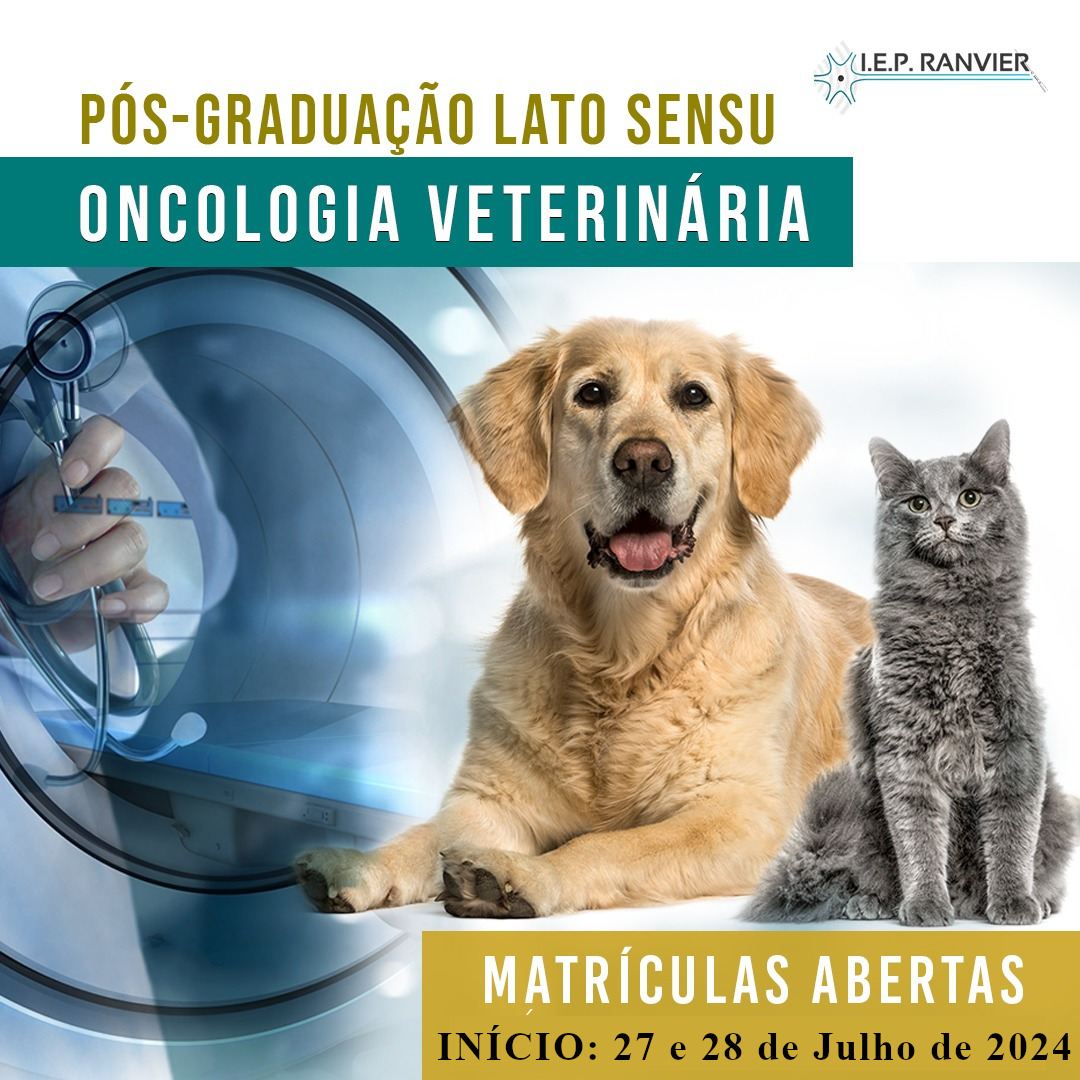 I.E.P. RANVIER
PÓS-GRADUAÇÃO LATO SENSU
ONCOLOGIA VETERINÁRIA
MATRÍCULAS ABERTAS
INÍCIO: 27 e 28 de Julho de 2024